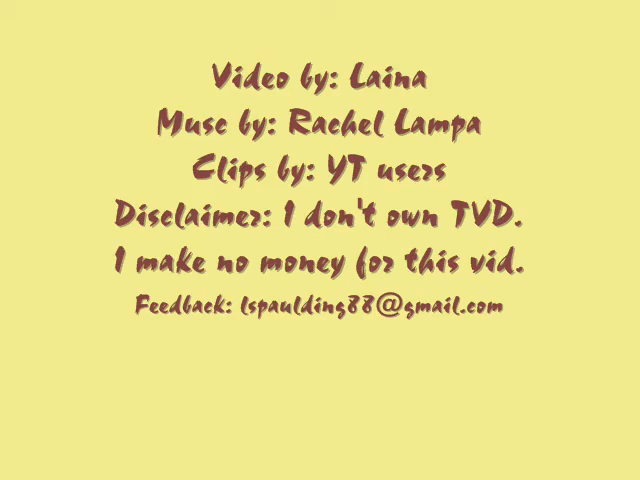 Video by: Laina
Musc by: Rachel Lampa
Clips by: YT users
Disclaimer: I don't own TVD.
I make no money for this vid.
Feedback: lspaulding88@gmail.com